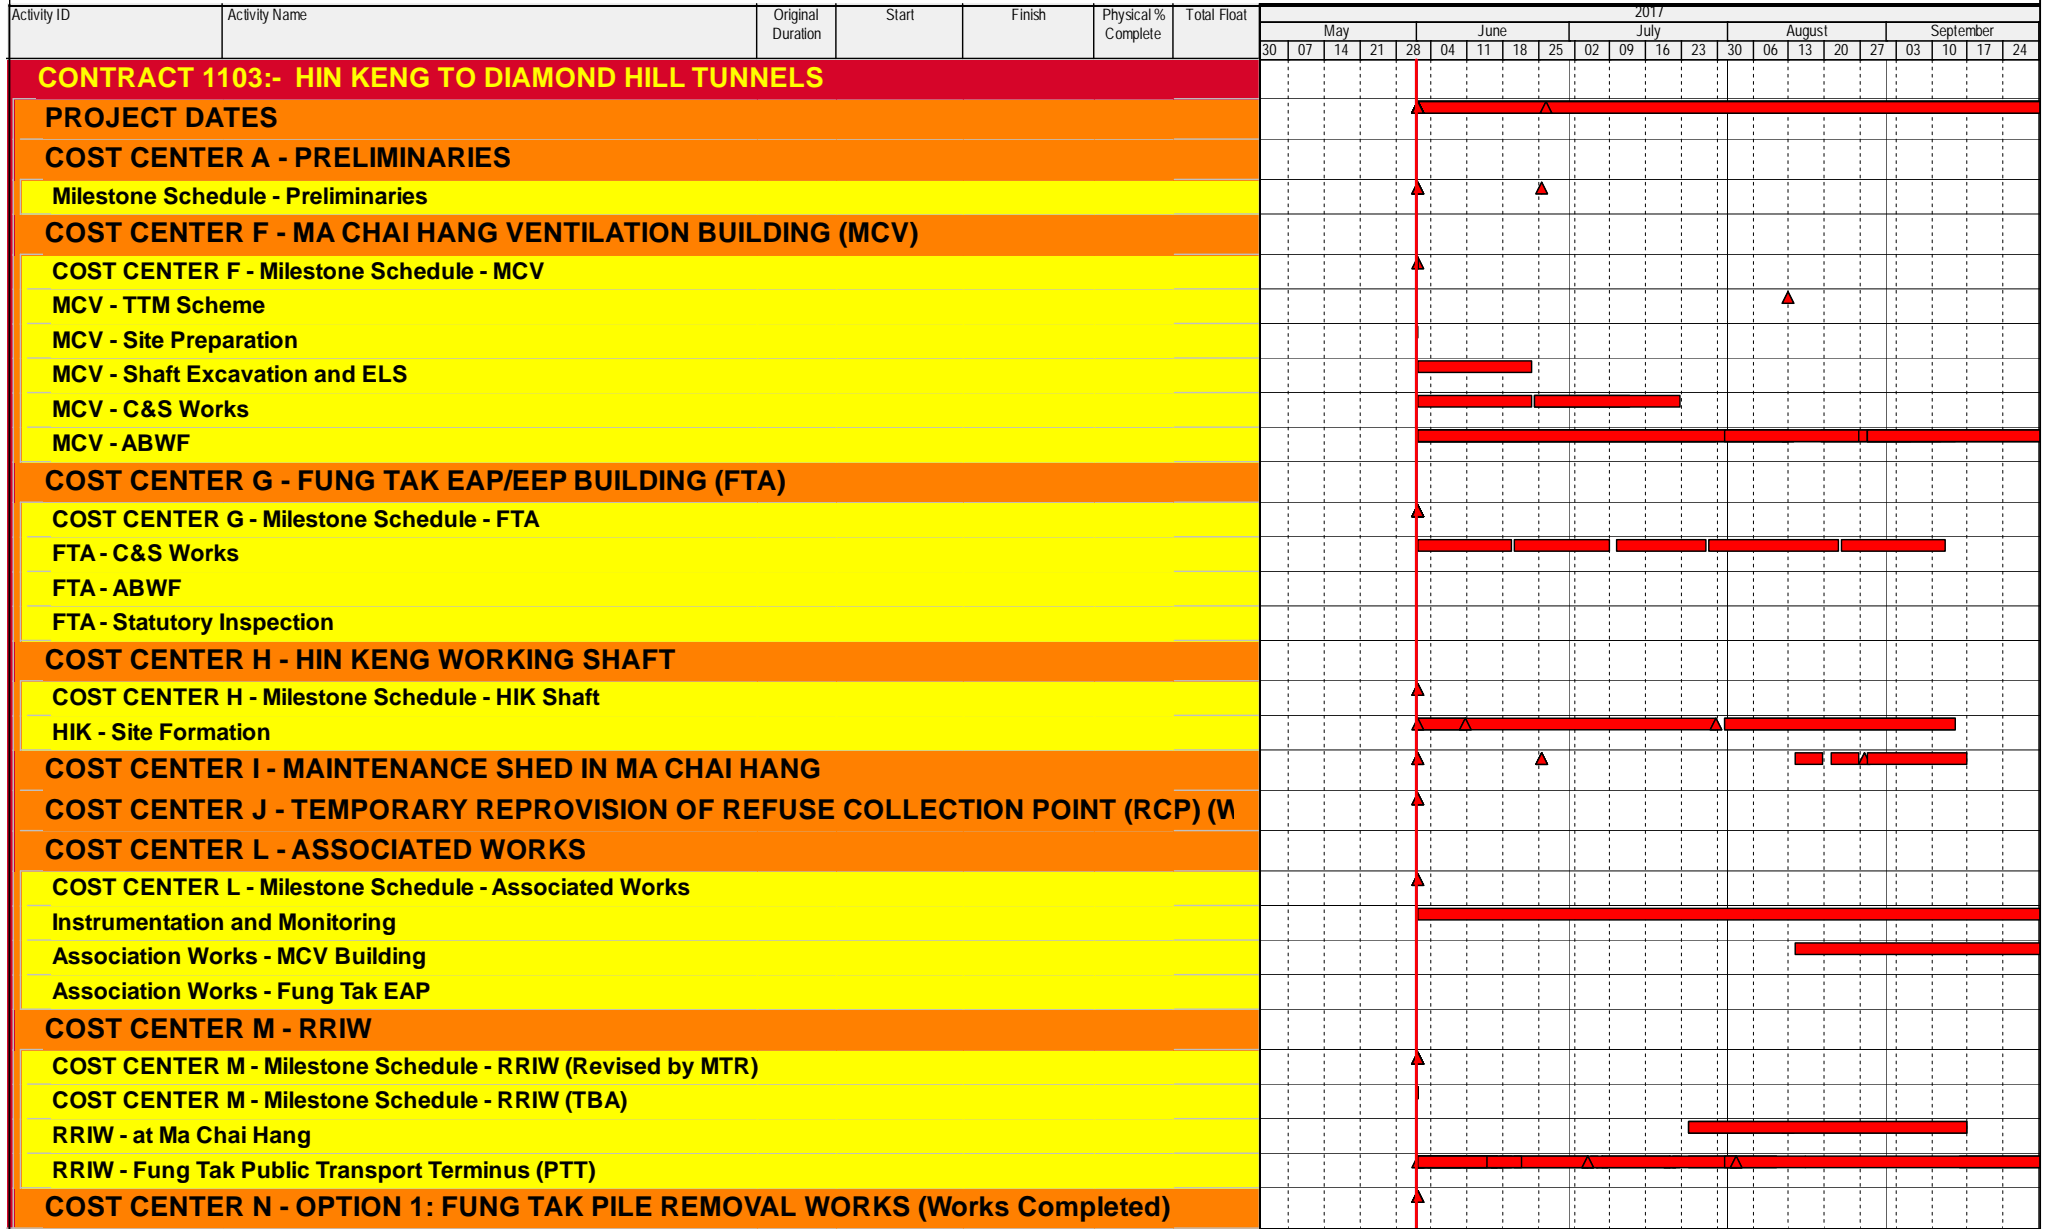 Activity ID Activity Name Original Start Finish Physical % Total Float 2017
Duration Complete May June July August September
30 07 14 21 28 04 11 18 25 02 09 16 23 30 06 13 20 27 03 10 17 24
CONTRACT 1103:- HIN KENG TO DIAMOND HILL TUNNELS
PROJECT DATES
COST CENTER A - PRELIMINARIES
Milestone Schedule - Preliminaries
COST CENTER F - MA CHAI HANG VENTILATION BUILDING (MCV)
COST CENTER F - Milestone Schedule - MCV
MCV - TTM Scheme
MCV - Site Preparation
MCV - Shaft Excavation and ELS
MCV - C&S Works
MCV - ABWF
COST CENTER G - FUNG TAK EAP/EEP BUILDING (FTA)
COST CENTER G - Milestone Schedule - FTA
FTA - C&S Works
FTA - ABWF
FTA - Statutory Inspection
COST CENTER H - HIN KENG WORKING SHAFT
COST CENTER H - Milestone Schedule - HIK Shaft
HIK - Site Formation
COST CENTER I - MAINTENANCE SHED IN MA CHAI HANG
COST CENTER J - TEMPORARY REPROVISION OF REFUSE COLLECTION POINT (RCP) (W
COST CENTER L - ASSOCIATED WORKS
COST CENTER L - Milestone Schedule - Associated Works
Instrumentation and Monitoring
Association Works - MCV Building
Association Works - Fung Tak EAP
COST CENTER M - RRIW
COST CENTER M - Milestone Schedule - RRIW (Revised by MTR)
COST CENTER M - Milestone Schedule - RRIW (TBA)
RRIW - at Ma Chai Hang
RRIW - Fung Tak Public Transport Terminus (PTT)
COST CENTER N - OPTION 1: FUNG TAK PILE REMOVAL WORKS (Works Completed)